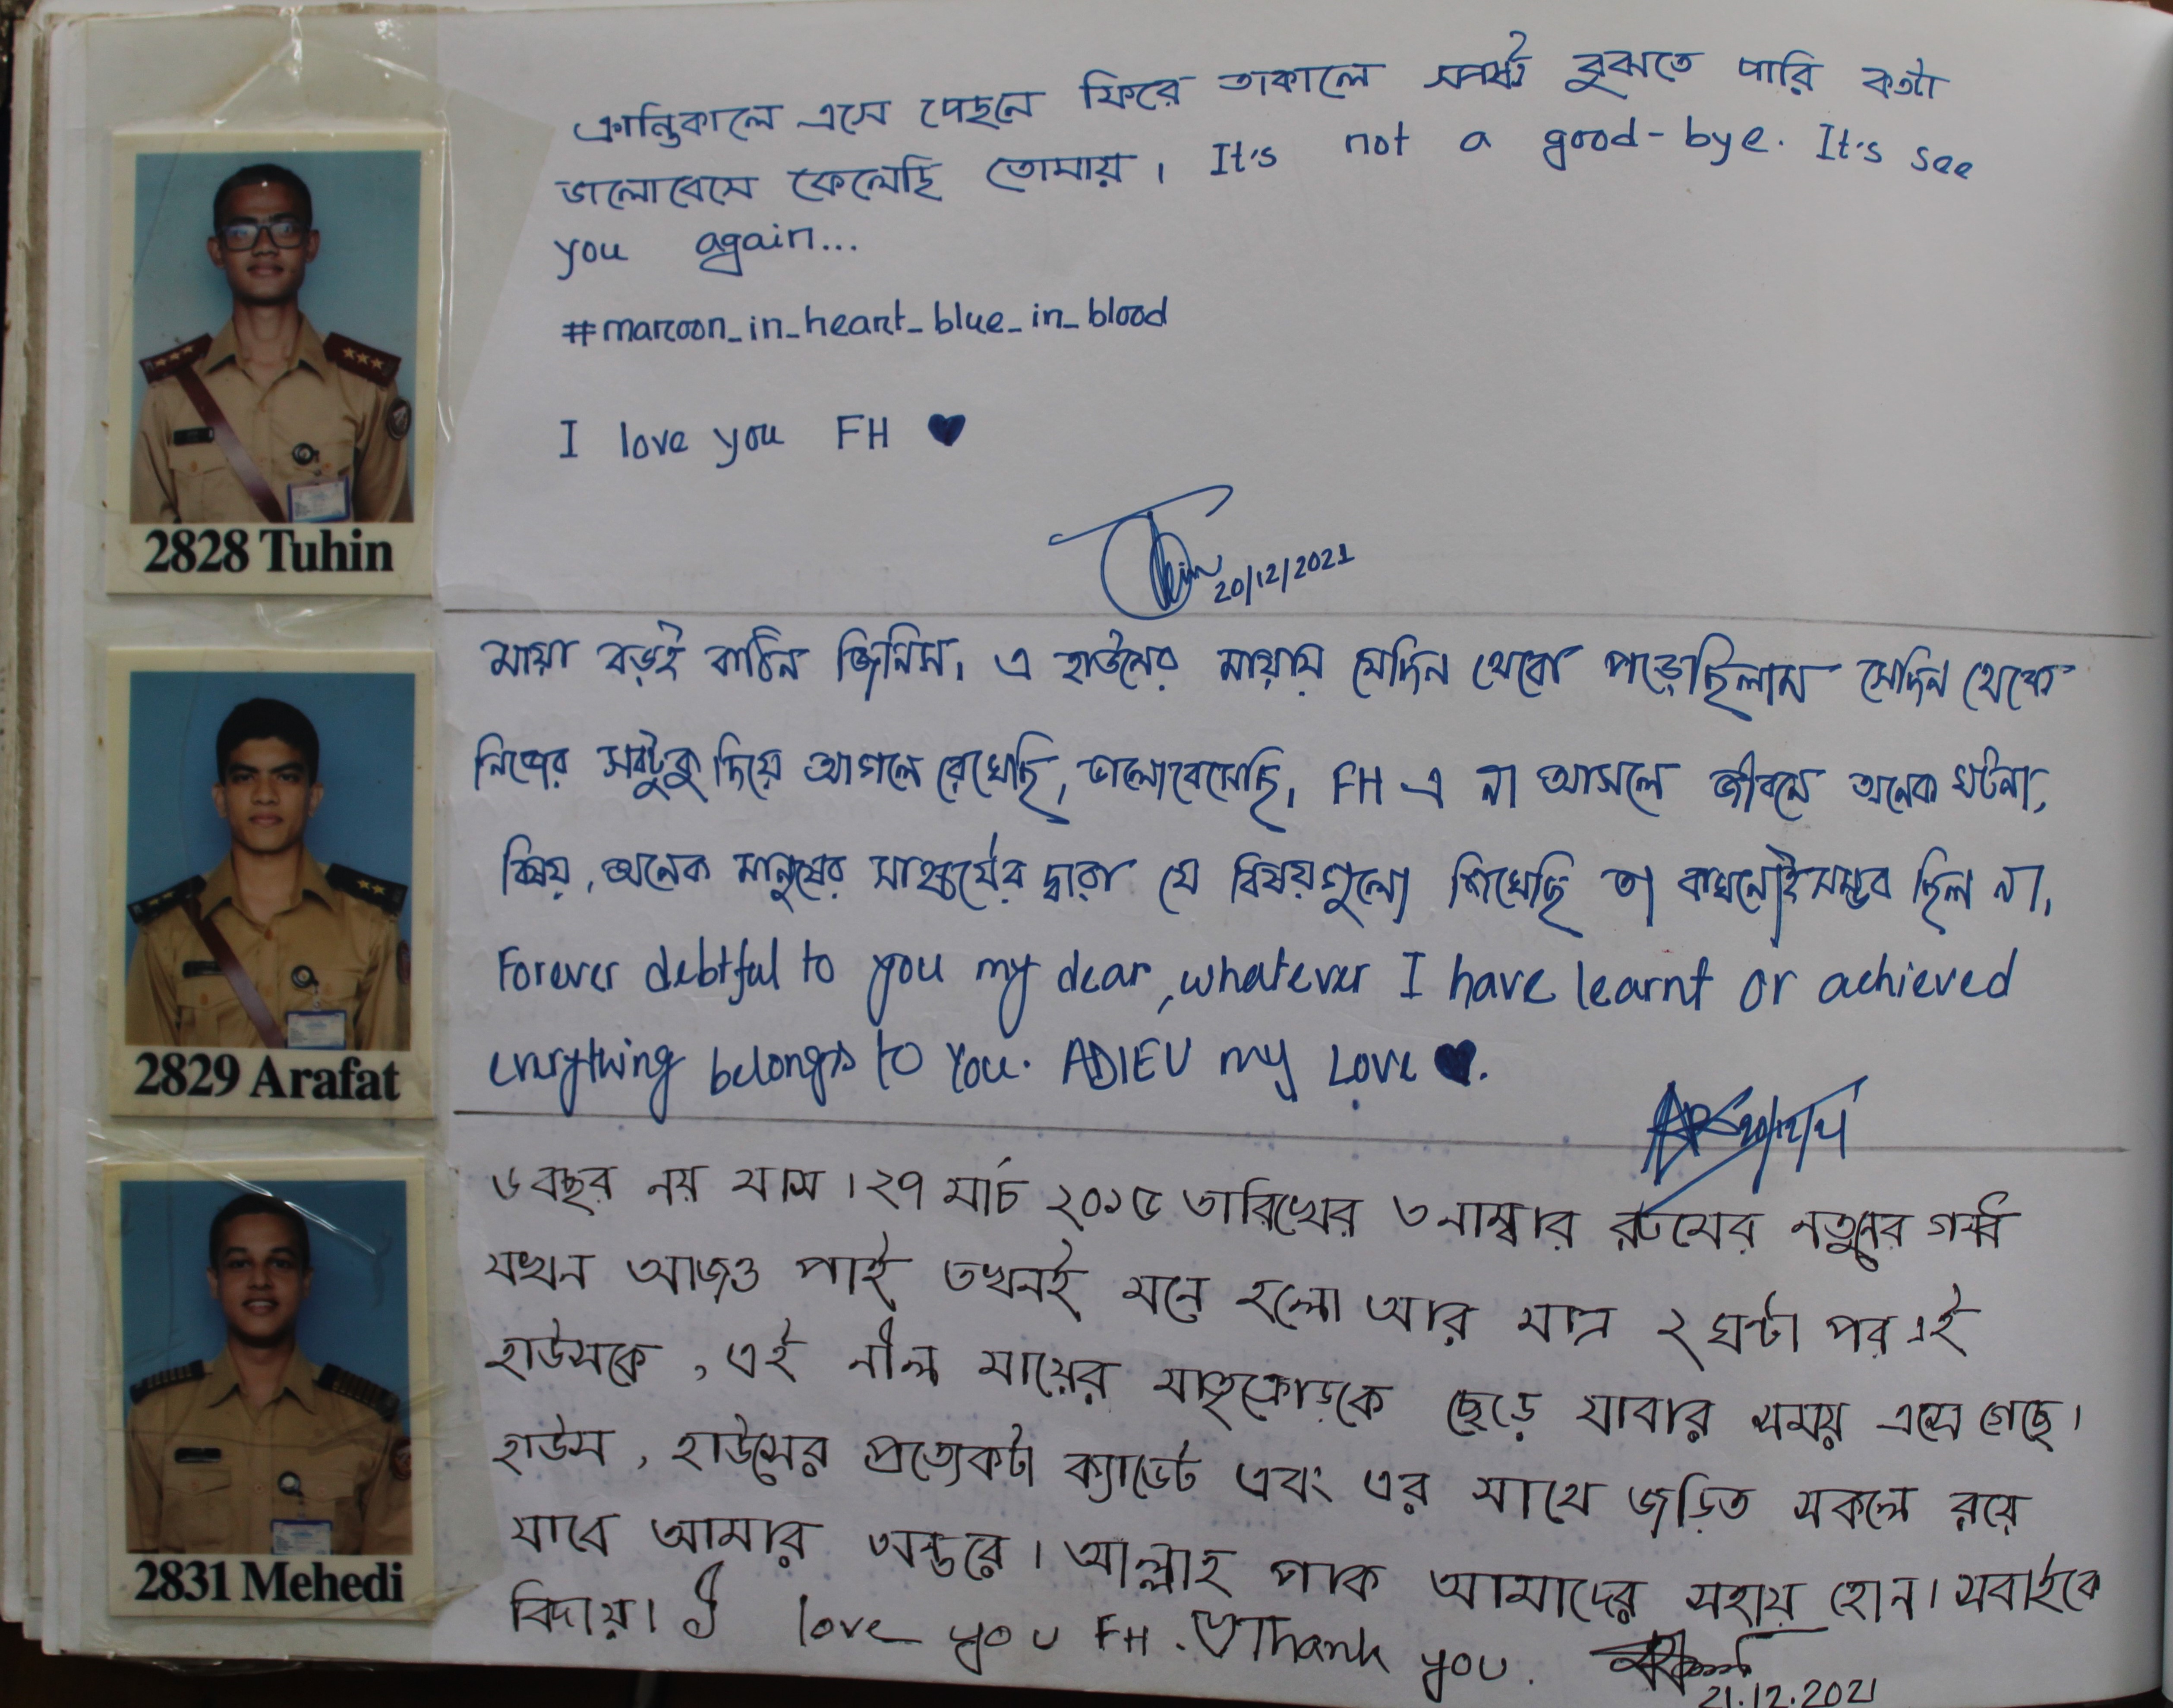 ক্রান্তিকালে এসে পেছনে ফিরে তাকালে স্পষ্ট বুঝতে পারি কতটা
ভালোবেসে ফেলেছি তোমায়। It's not a good-bye. It's see
you again...
#maroon_in_heart_blue_in_blood
I love you FH ♥
20/12/2021
2828 Tuhin
মায়া বড়ই কঠিন জিনিস। এ হাউসের মায়ায় যেদিন থেকে পড়েছিলাম সেদিন থেকে
নিজের সবটুকু দিয়ে আগলে রেখেছি, ভালোবেসেছি। FH এ না আসলে জীবনে অনেক ঘটনা,
বিষয়, অনেক মানুষের সাহচর্যের দ্বারা যে বিষয়গুলো শিখেছি তা কখনোই সম্ভব ছিল না।
Forever debtful to you my dear, whatever I have learnt or achieved
everything belongs to You. ADIEU my Love ♥.
20/12/21
2829 Arafat
৬ বছর নয় মাস। ২৭ মার্চ ২০১৫ তারিখের ৩ নাম্বার রুমের নতুনের গন্ধ
যখন আজও পাই তখনই মনে হলো আর মাত্র ২ ঘন্টা পর এই
হাউসকে, এই নীল মায়ের মাতৃক্রোড়কে ছেড়ে যাবার সময় এসে গেছে।
হাউস, হাউসের প্রত্যেকটা ক্যাডেট এবং এর সাথে জড়িত সকলে রয়ে
যাবে আমার অন্তরে। আল্লাহ পাক আমাদের সহায় হোন। সবাইকে
বিদায়। I love you FH. Thank you.
21.12.2021
2831 Mehedi